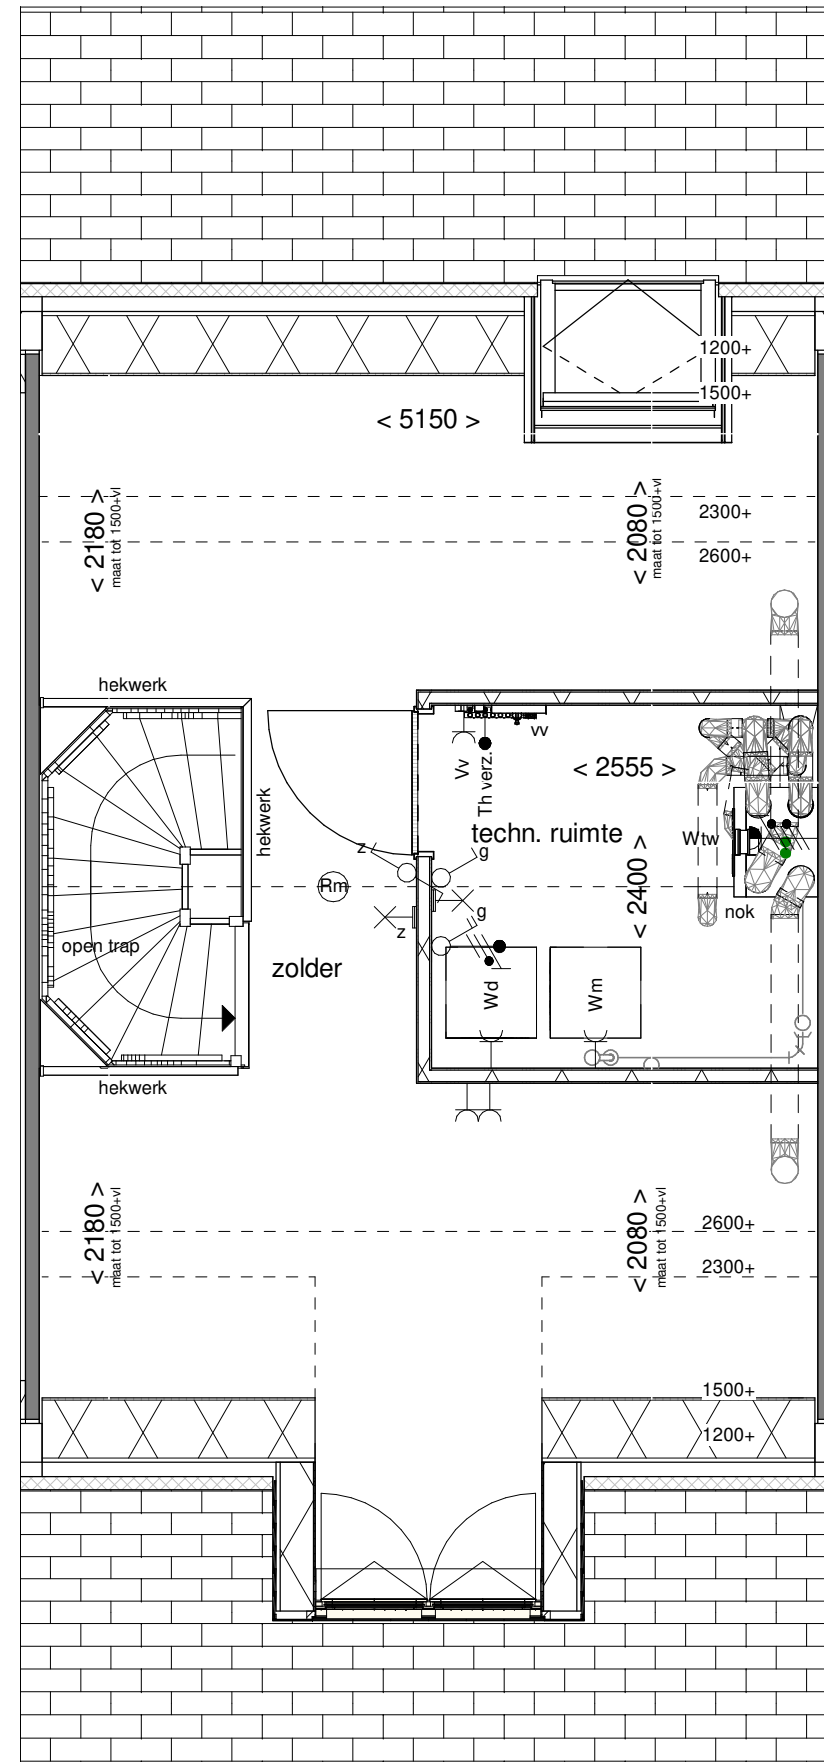 1200+
1500+
< 5150 >
< 2180 >
maat tot 1500+vl
< 2080 >
maat tot 1500+vl
2300+
2600+
hekwerk
hekwerk
open trap
hekwerk
zolder
Rm
z
z
g
g
Vv
Th verz.
vv
< 2555 >
techn. ruimte
< 2400 >
Wtw
nok
Wd
Wm
< 2180 >
maat tot 1500+vl
< 2080 >
maat tot 1500+vl
2600+
2300+
1500+
1200+